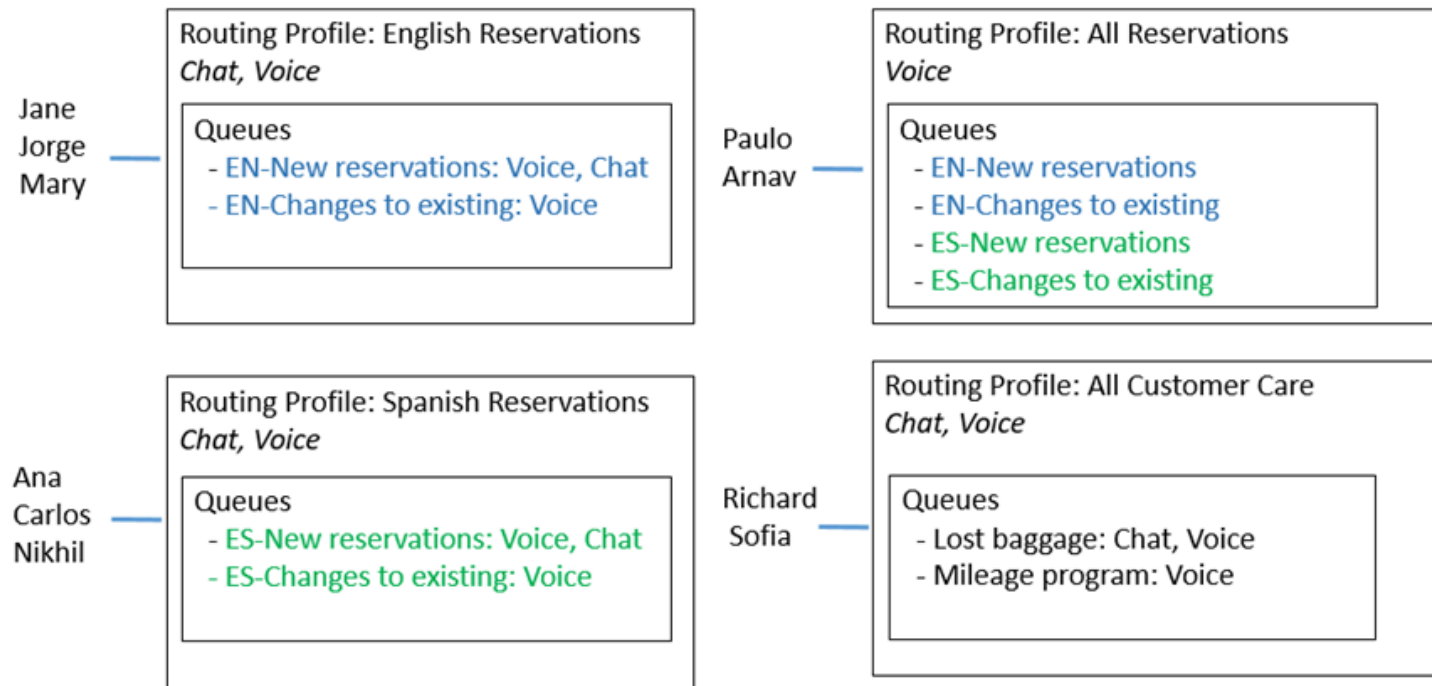 Jane
Jorge
Mary
Routing Profile: English Reservations
Chat, Voice
Queues
- EN-New reservations: Voice, Chat
- EN-Changes to existing: Voice
Paulo
Arnav
Routing Profile: All Reservations
Voice
Queues
- EN-New reservations
- EN-Changes to existing
- ES-New reservations
- ES-Changes to existing
Ana
Carlos
Nikhil
Routing Profile: Spanish Reservations
Chat, Voice
Queues
- ES-New reservations: Voice, Chat
- ES-Changes to existing: Voice
Richard
Sofia
Routing Profile: All Customer Care
Chat, Voice
Queues
- Lost baggage: Chat, Voice
- Mileage program: Voice